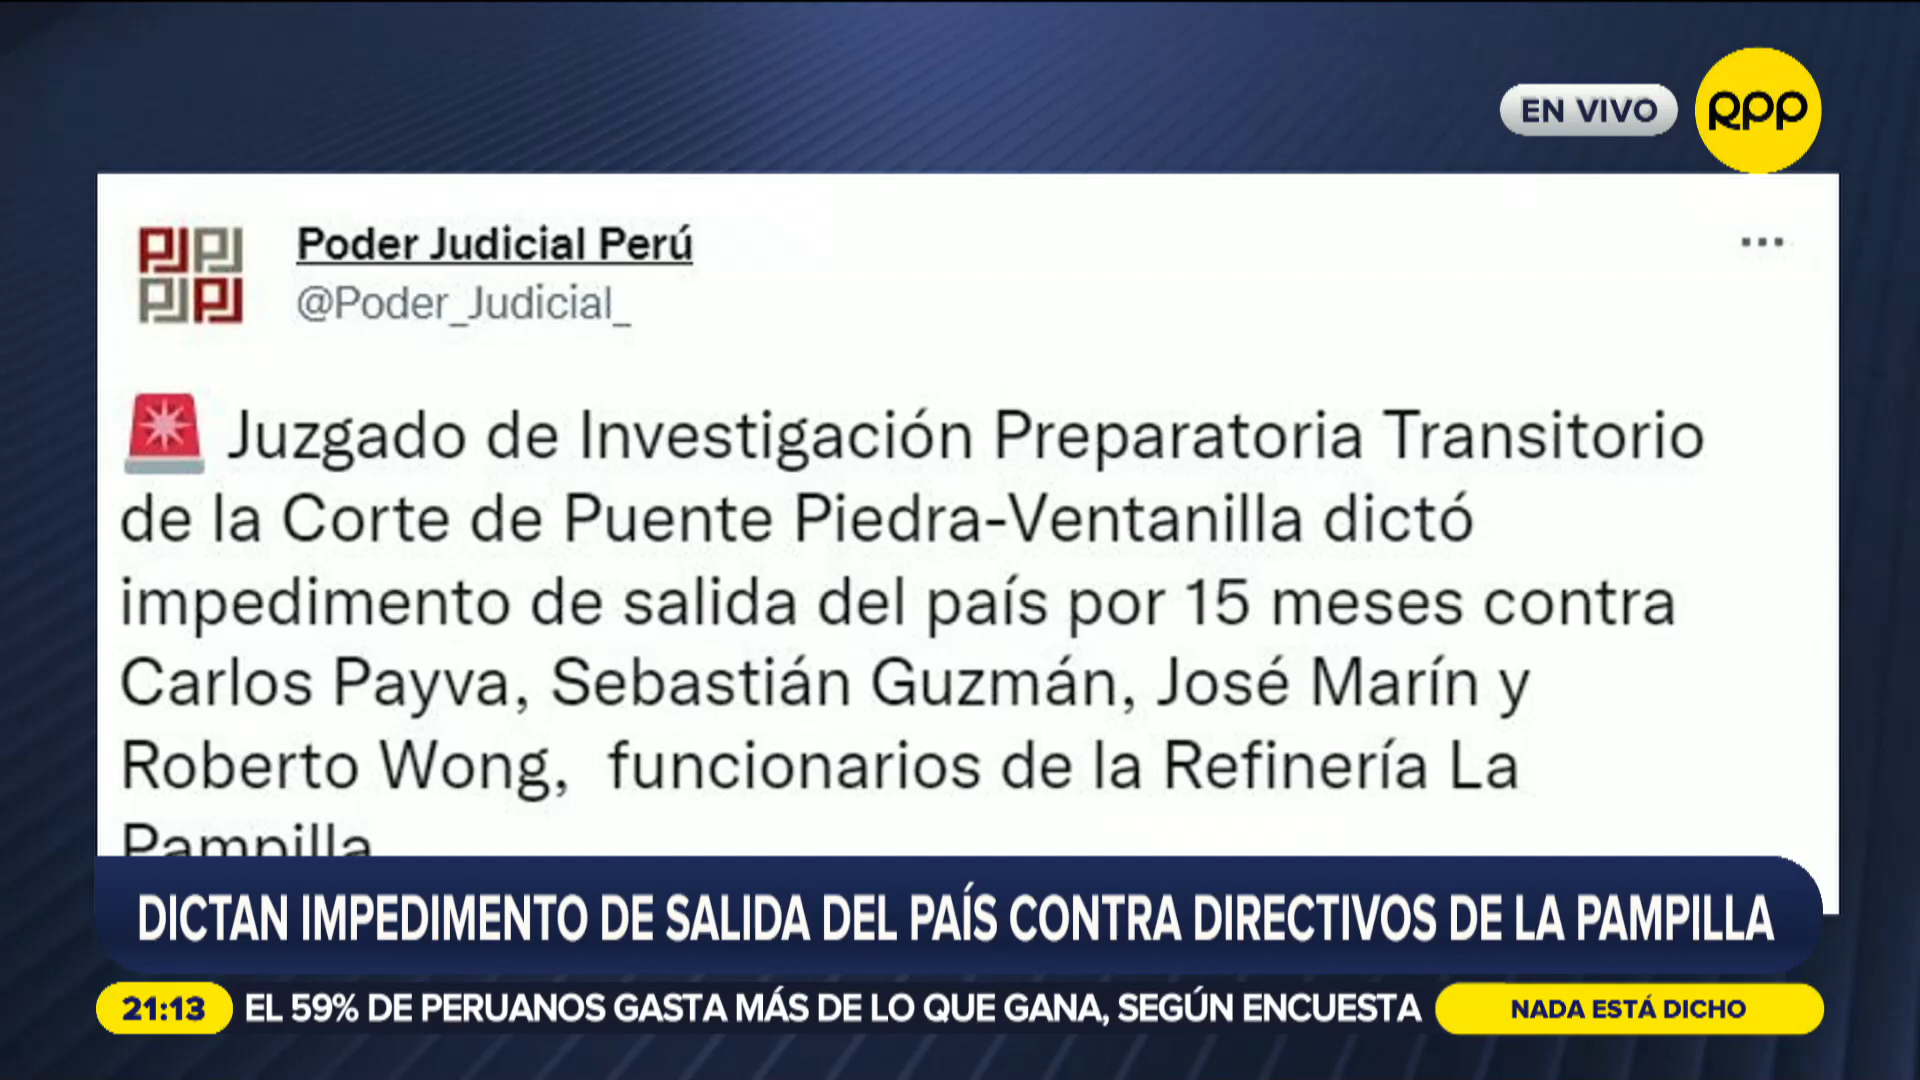 EN VIVO
rpp
Poder Judicial Perú
@Poder_Judicial_
Juzgado de Investigación Preparatoria Transitorio
de la Corte de Puente Piedra-Ventanilla dictó
impedimento de salida del país por 15 meses contra
Carlos Payva, Sebastián Guzmán, José Marín y
Roberto Wong, funcionarios de la Refinería La
Pampilla
DICTAN IMPEDIMENTO DE SALIDA DEL PAÍS CONTRA DIRECTIVOS DE LA PAMPILLA
21:13 EL 59% DE PERUANOS GASTA MÁS DE LO QUE GANA, SEGÚN ENCUESTA NADA ESTÁ DICHO